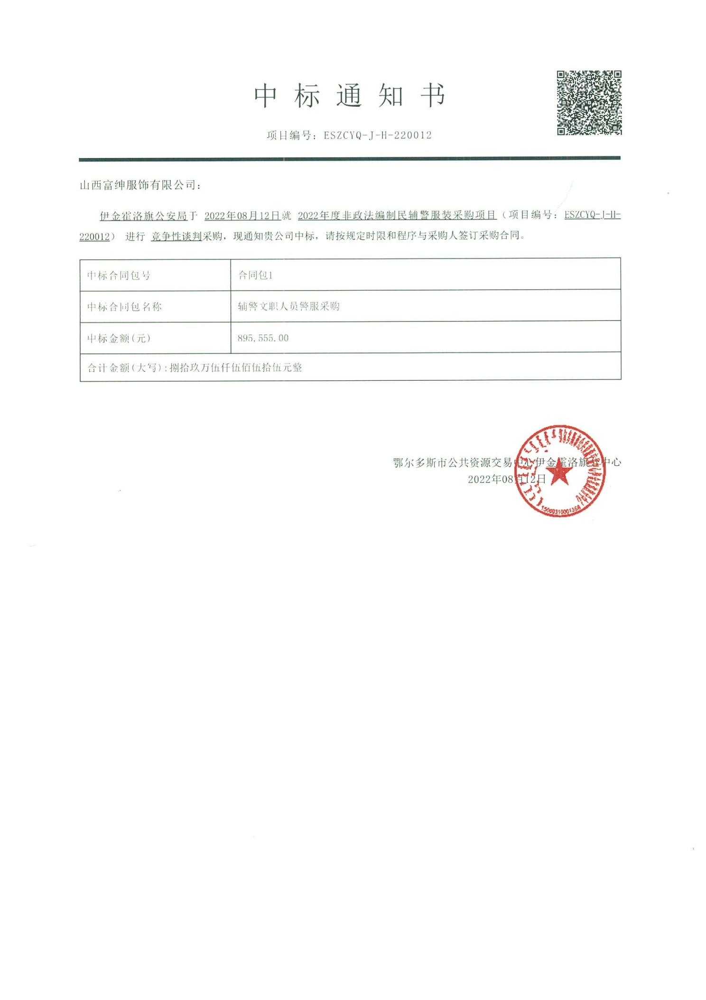 中标通知书
项目编号：ESZCYQ-J-H-220012
山西富绅服饰有限公司：
伊金霍洛旗公安局于 2022年08月12日就 2022年度非政法编制民辅警服装采购项目（项目编号：ESZCYQ-J-H-
220012） 进行 竞争性谈判采购，现通知贵公司中标，请按规定时限和程序与采购人签订采购合同。
中标合同包号 合同包1
中标合同包名称 辅警文职人员警服采购
中标金额(元) 895,555.00
合计金额(大写):捌拾玖万伍仟伍佰伍拾伍元整
鄂尔多斯市公共资源交易中心伊金霍洛旗分中心
2022年08月12日